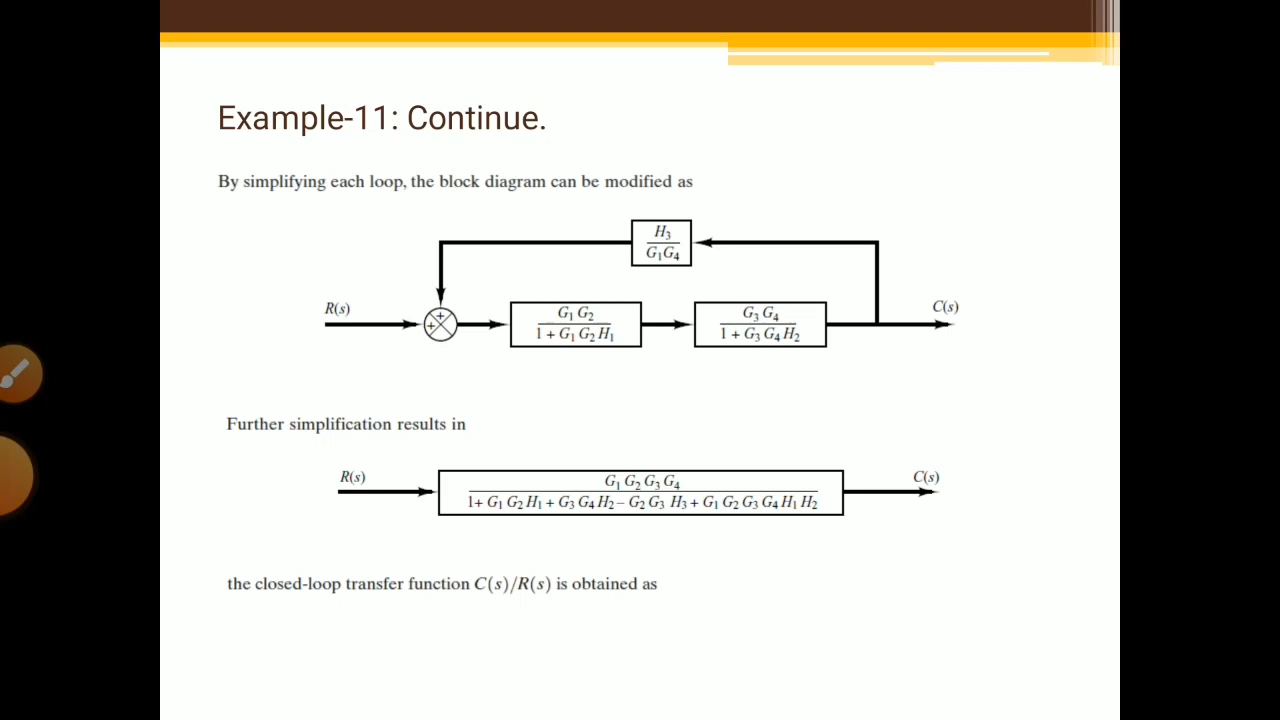 Example-11: Continue.
By simplifying each loop, the block diagram can be modified as
H₃
G₁G₄
R(s)
+
+
G₁ G₂
1 + G₁ G₂ H₁
G₃ G₄
1 + G₃ G₄ H₂
C(s)
Further simplification results in
R(s)
G₁ G₂ G₃ G₄
1+ G₁ G₂ H₁ + G₃ G₄ H₂ – G₂ G₃ H₃ + G₁ G₂ G₃ G₄ H₁ H₂
C(s)
the closed-loop transfer function C(s)/R(s) is obtained as